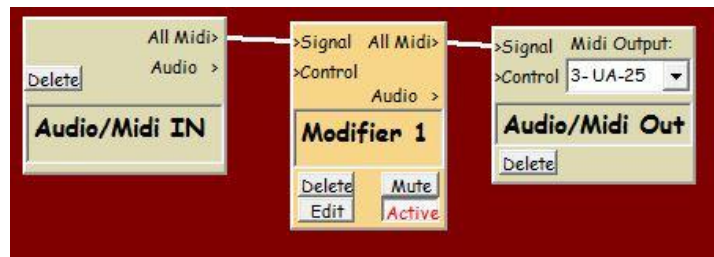 All Midi>
Audio >
Delete
Audio/Midi IN
>Signal All Midi>
>Control
Audio >
Modifier 1
Delete Mute
Edit Active
>Signal Midi Output:
>Control 3- UA-25
Audio/Midi Out
Delete